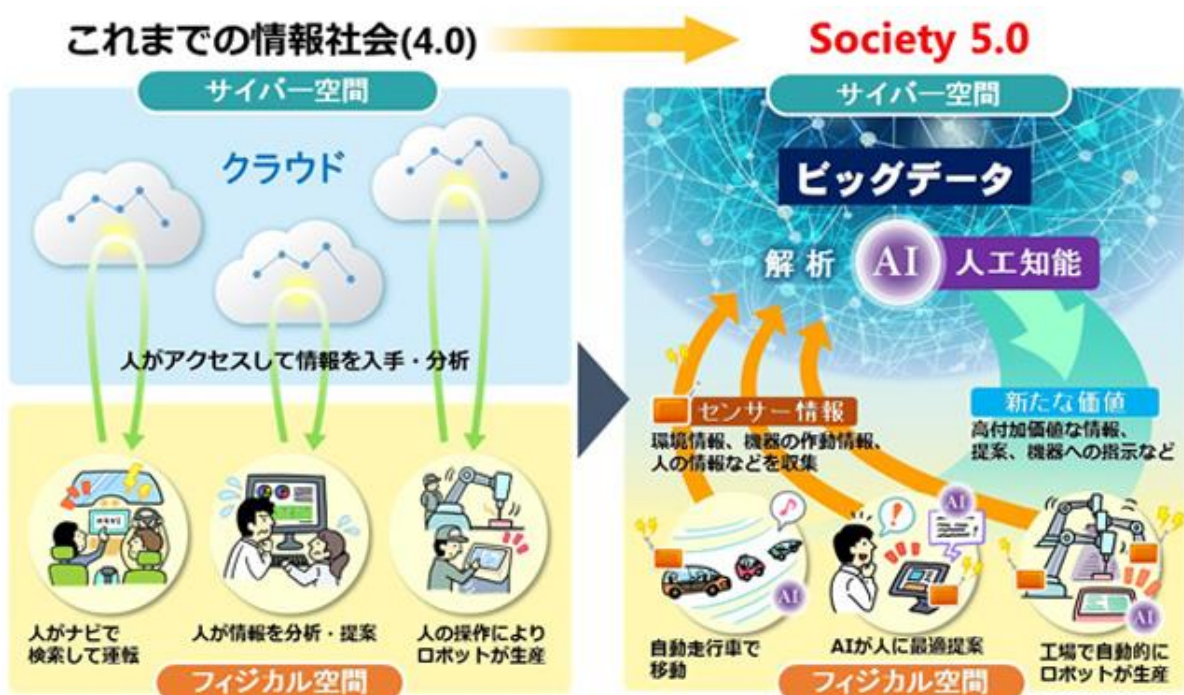 これまでの情報社会(4.0)
Society 5.0
サイバー空間
クラウド
人がアクセスして情報を入手・分析
人がナビで
検索して運転
人が情報を分析・提案
人の操作により
ロボットが生産
フィジカル空間
サイバー空間
ビッグデータ
解析
AI
人工知能
センサー情報
環境情報、機器の作動情報、
人の情報などを収集
新たな価値
高付加価値な情報、
提案、機器への指示など
AI
AI
AI
自動走行車で
移動
AIが人に最適提案
工場で自動的に
ロボットが生産
フィジカル空間